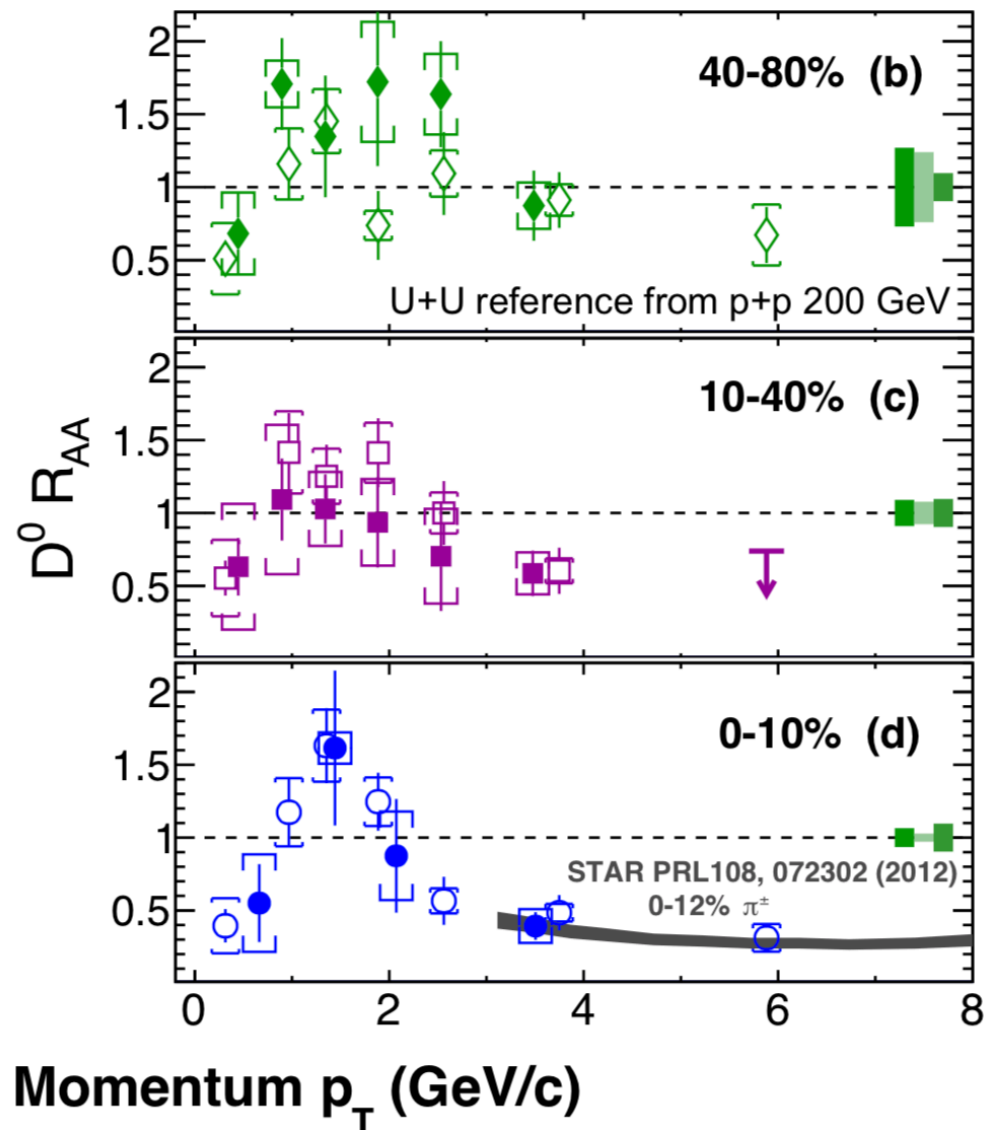 2
1.5
1
0.5
40-80% (b)
U+U reference from p+p 200 GeV
2
1.5
1
0.5
10-40% (c)
D⁰ R_AA
2
1.5
1
0.5
0-10% (d)
STAR PRL108, 072302 (2012)
0-12% π±
0 2 4 6 8
Momentum p_T (GeV/c)